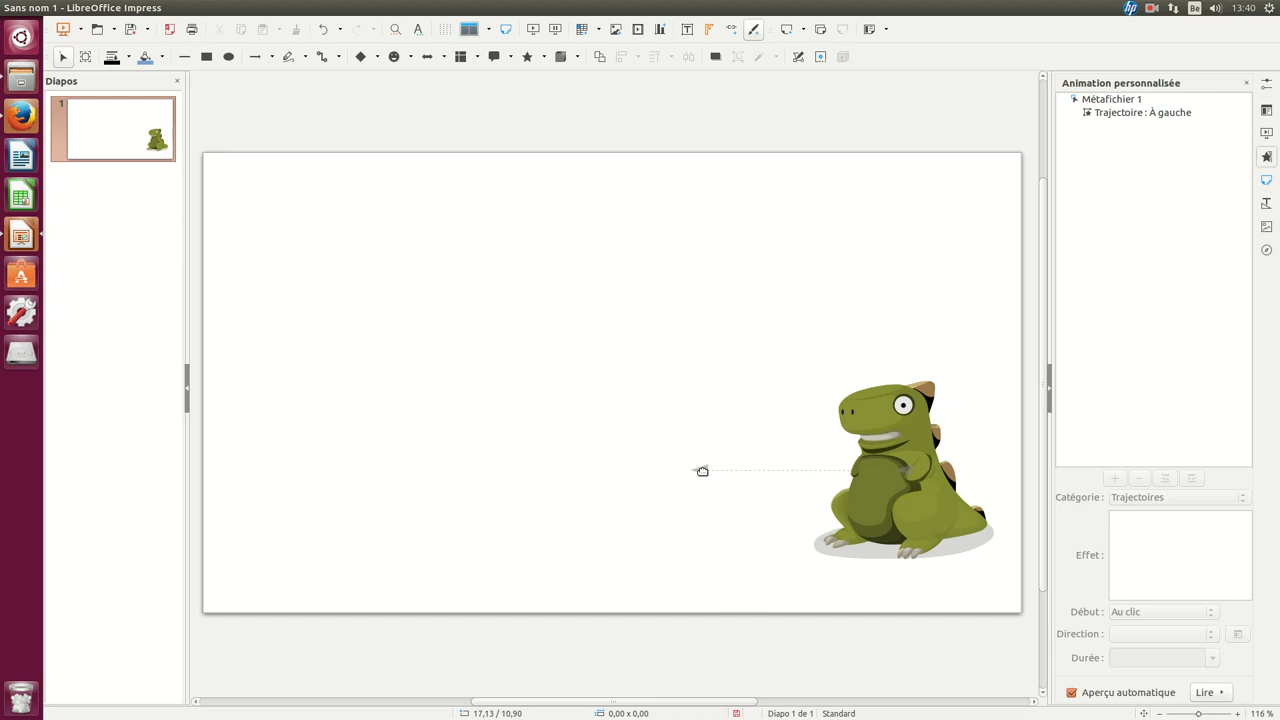 Sans nom 1 - LibreOffice Impress
Be
13:40
Diapos
1
Animation personnalisée
Métafichier 1
Trajectoire : À gauche
Catégorie :
Trajectoires
Effet :
Début :
Au clic
Direction :
Durée :
Aperçu automatique
Lire
17,13 / 10,90
0,00 x 0,00
Diapo 1 de 1
Standard
116 %